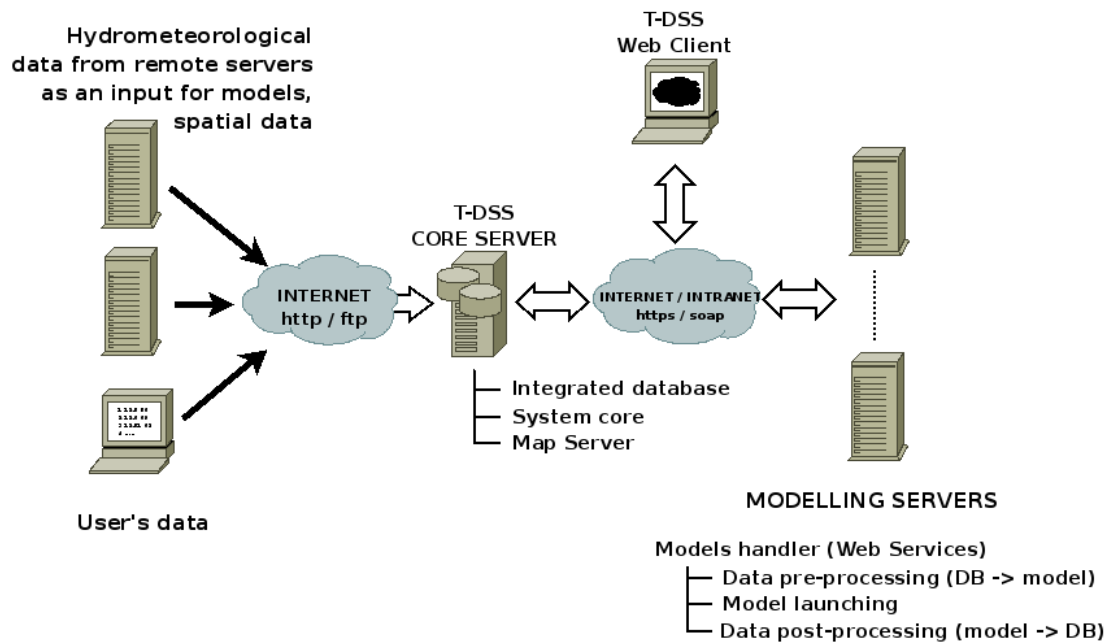 Hydrometeorological
data from remote servers
as an input for models,
spatial data
T-DSS
Web Client
T-DSS
CORE SERVER
INTERNET
http / ftp
INTERNET / INTRANET
https / soap
Integrated database
System core
Map Server
User's data
MODELLING SERVERS
Models handler (Web Services)
Data pre-processing (DB -> model)
Model launching
Data post-processing (model -> DB)